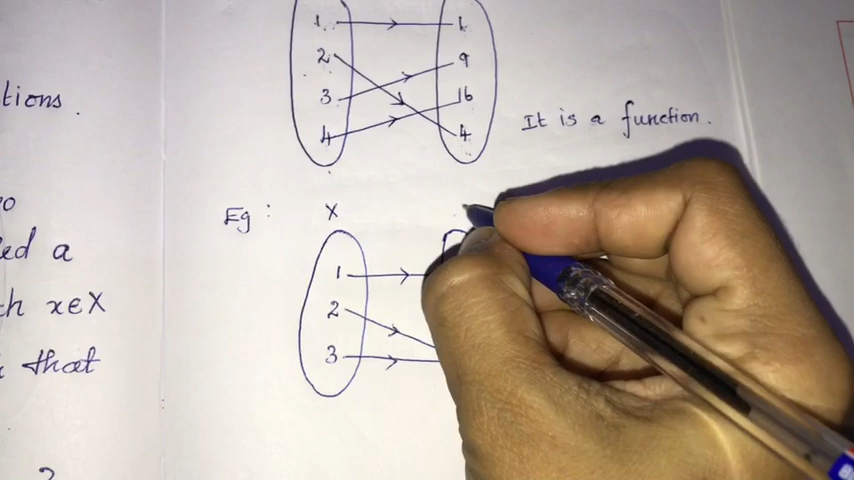 1 1
2 9
3 16
4 4
It is a function.
Eg : X
1
2
3
tions.
ed a
h x∈X
that
?